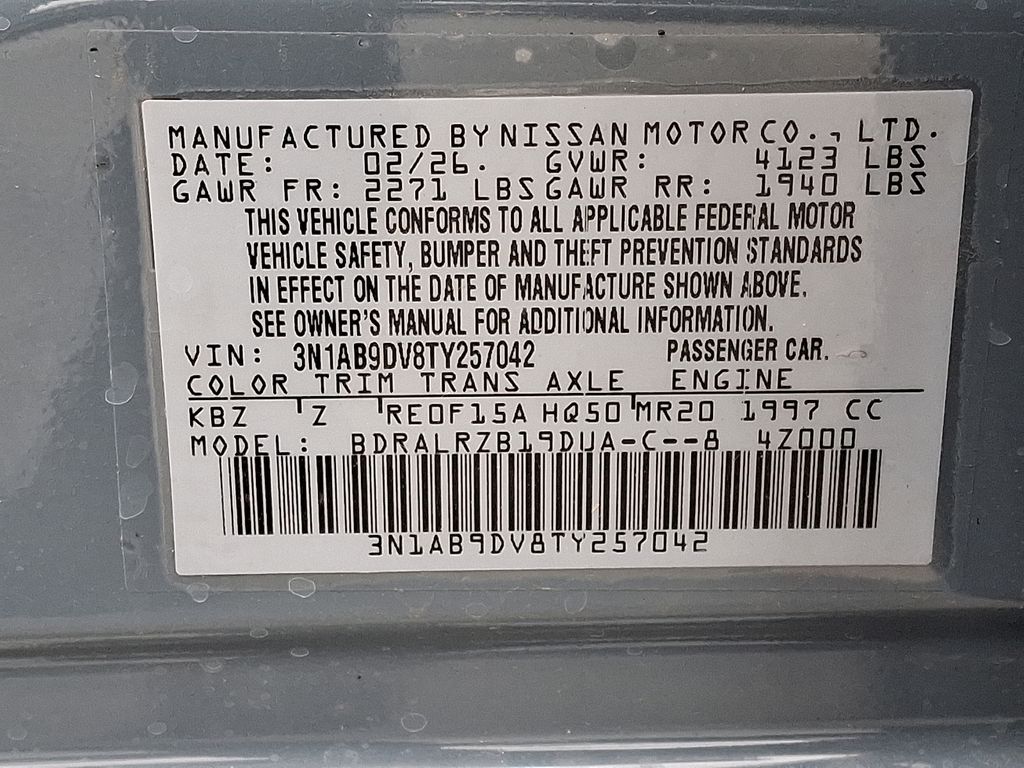 MANUFACTURED BY NISSAN MOTOR CO., LTD.
DATE: 02/26. GVWR: 4123 LBS
GAWR FR: 2271 LBS GAWR RR: 1940 LBS
THIS VEHICLE CONFORMS TO ALL APPLICABLE FEDERAL MOTOR
VEHICLE SAFETY, BUMPER AND THEFT PREVENTION STANDARDS
IN EFFECT ON THE DATE OF MANUFACTURE SHOWN ABOVE.
SEE OWNER'S MANUAL FOR ADDITIONAL INFORMATION.
VIN: 3N1AB9DV8TY257042 PASSENGER CAR.
COLOR TRIM TRANS AXLE ENGINE
KBZ Z RE0F15A HQ50 MR20 1997 CC
MODEL: BDRALRZB19DUA-C--8 4Z000
3N1AB9DV8TY257042